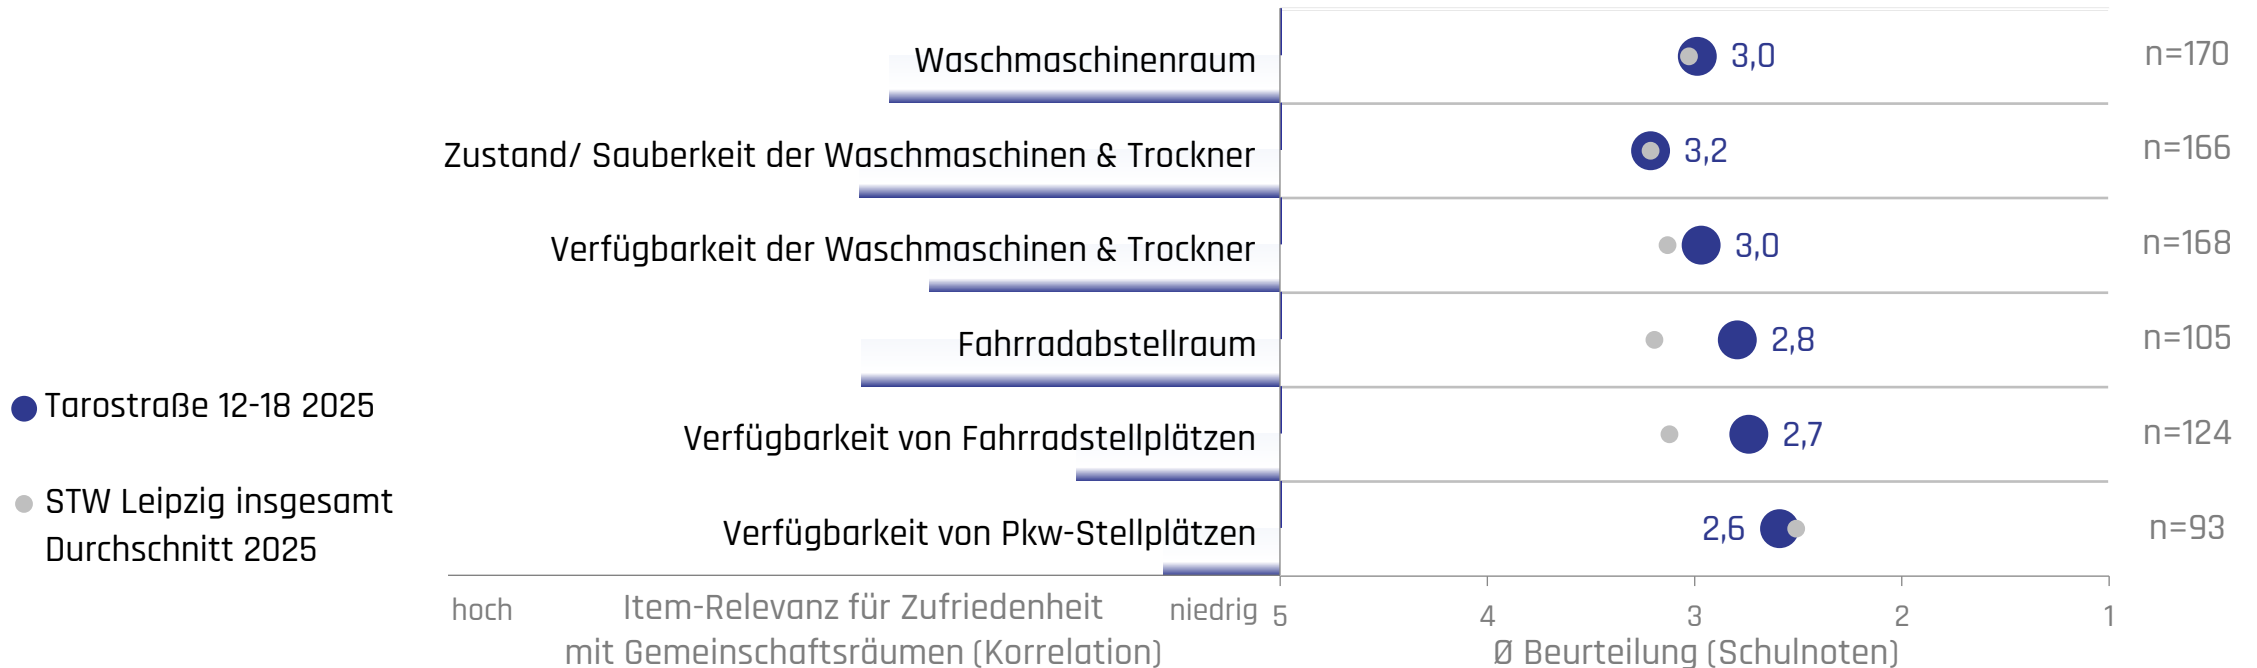 Waschmaschinenraum 3,0 n=170
Zustand/ Sauberkeit der Waschmaschinen & Trockner 3,2 n=166
Verfügbarkeit der Waschmaschinen & Trockner 3,0 n=168
Fahrradabstellraum 2,8 n=105
Tarostraße 12-18 2025
Verfügbarkeit von Fahrradstellplätzen 2,7 n=124
STW Leipzig insgesamt
Durchschnitt 2025
Verfügbarkeit von Pkw-Stellplätzen 2,6 n=93
hoch Item-Relevanz für Zufriedenheit niedrig 5 4 3 2 1
mit Gemeinschaftsräumen (Korrelation) Ø Beurteilung (Schulnoten)